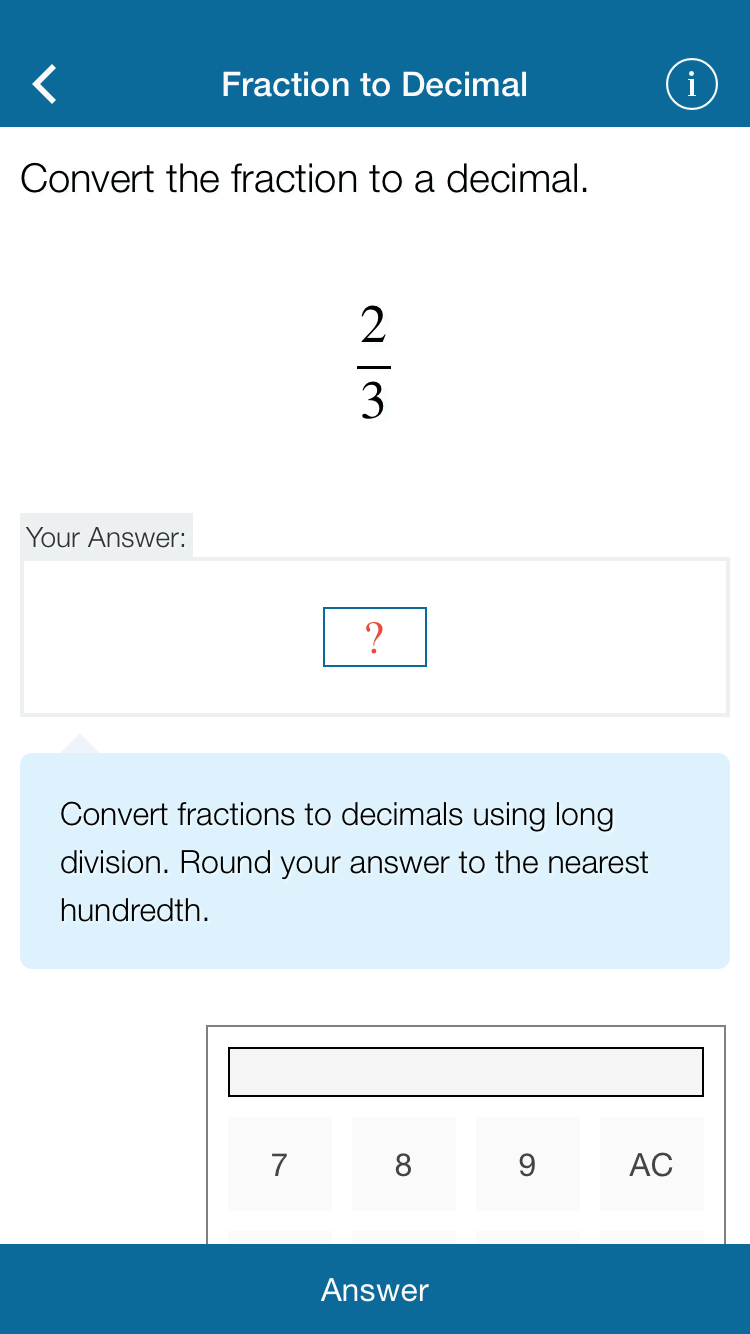 Fraction to Decimal
i
Convert the fraction to a decimal.
2
3
Your Answer:
?
Convert fractions to decimals using long
division. Round your answer to the nearest
hundredth.
7 8 9 AC
Answer